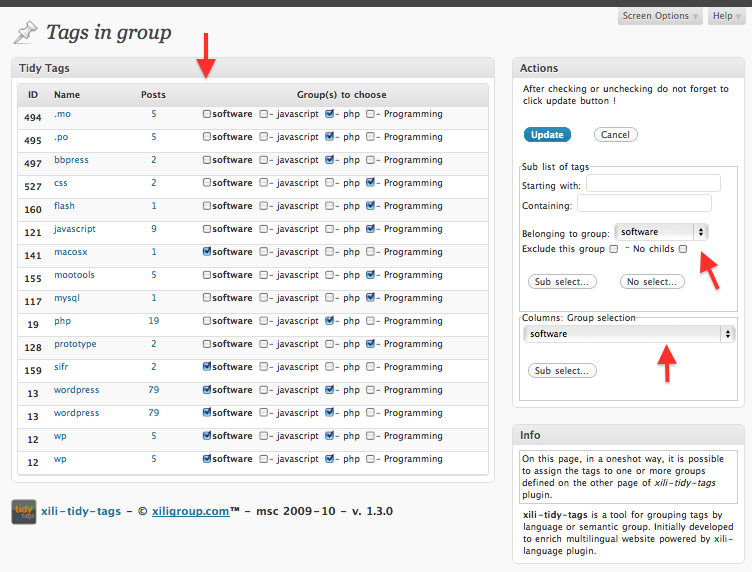 Screen Options
Help
Tags in group
Tidy Tags
ID Name Posts Group(s) to choose
494 .mo 5 software - javascript - php - Programming
495 .po 5 software - javascript - php - Programming
497 bbpress 2 software - javascript - php - Programming
527 css 2 software - javascript - php - Programming
160 flash 1 software - javascript - php - Programming
121 javascript 9 software - javascript - php - Programming
141 macosx 1 software - javascript - php - Programming
155 mootools 5 software - javascript - php - Programming
117 mysql 1 software - javascript - php - Programming
19 php 19 software - javascript - php - Programming
128 prototype 2 software - javascript - php - Programming
159 sifr 2 software - javascript - php - Programming
13 wordpress 79 software - javascript - php - Programming
13 wordpress 79 software - javascript - php - Programming
12 wp 5 software - javascript - php - Programming
12 wp 5 software - javascript - php - Programming
tidy tags xili-tidy-tags - © xiligroup.com™ - msc 2009-10 - v. 1.3.0
Actions
After checking or unchecking do not forget to
click update button !
Update Cancel
Sub list of tags
Starting with:
Containing:
Belonging to group: software
Exclude this group - No childs
Sub select... No select...
Columns: Group selection
software
Sub select...
Info
On this page, in a oneshot way, it is possible
to assign the tags to one or more groups
defined on the other page of xili-tidy-tags
plugin.
xili-tidy-tags is a tool for grouping tags by
language or semantic group. Initially developed
to enrich multilingual website powered by xili-
language plugin.